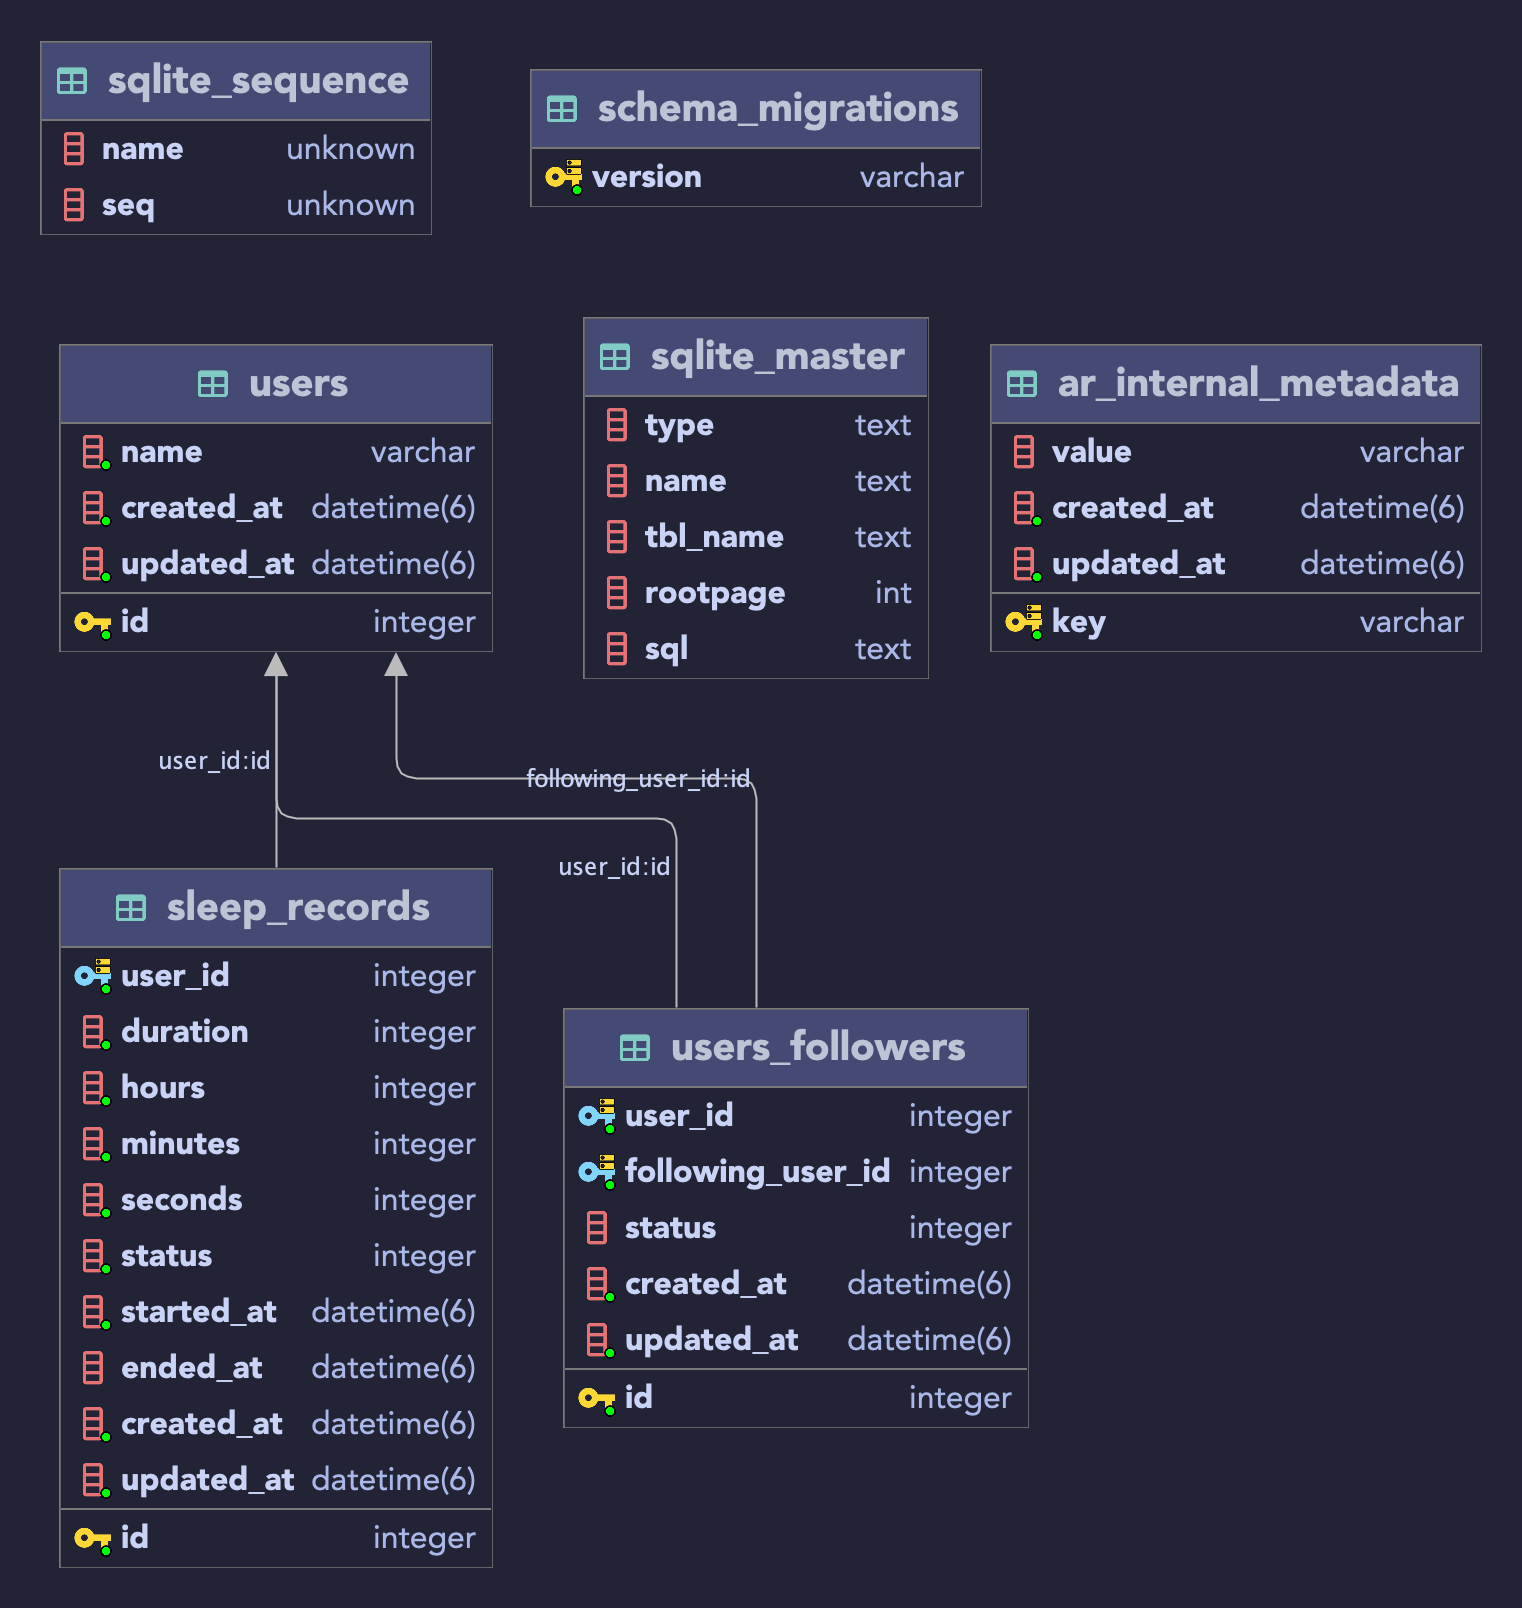 sqlite_sequence
name unknown
seq unknown
schema_migrations
version varchar
users
name varchar
created_at datetime(6)
updated_at datetime(6)
id integer
sqlite_master
type text
name text
tbl_name text
rootpage int
sql text
ar_internal_metadata
value varchar
created_at datetime(6)
updated_at datetime(6)
key varchar
user_id:id
following_user_id:id
user_id:id
sleep_records
user_id integer
duration integer
hours integer
minutes integer
seconds integer
status integer
started_at datetime(6)
ended_at datetime(6)
created_at datetime(6)
updated_at datetime(6)
id integer
users_followers
user_id integer
following_user_id integer
status integer
created_at datetime(6)
updated_at datetime(6)
id integer